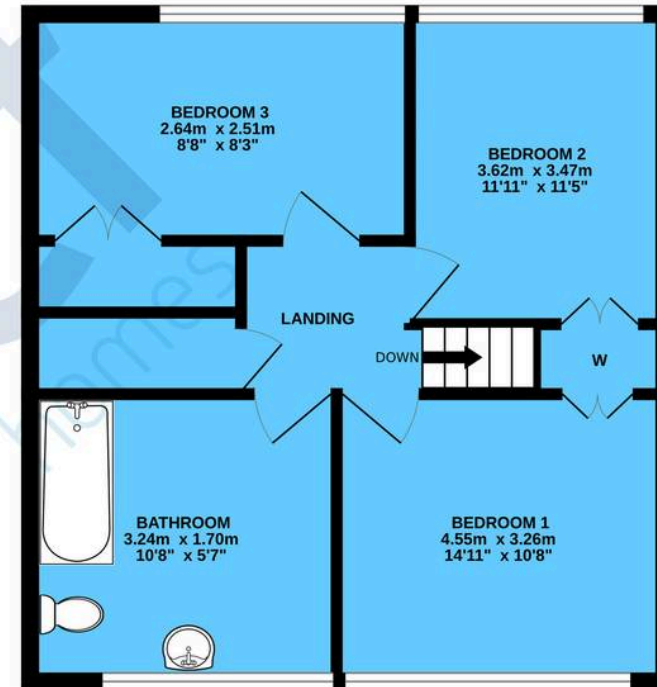 BEDROOM 3
2.64m x 2.51m
8'8" x 8'3"
BEDROOM 2
3.62m x 3.47m
11'11" x 11'5"
LANDING
DOWN
W
BATHROOM
3.24m x 1.70m
10'8" x 5'7"
BEDROOM 1
4.55m x 3.26m
14'11" x 10'8"
homes